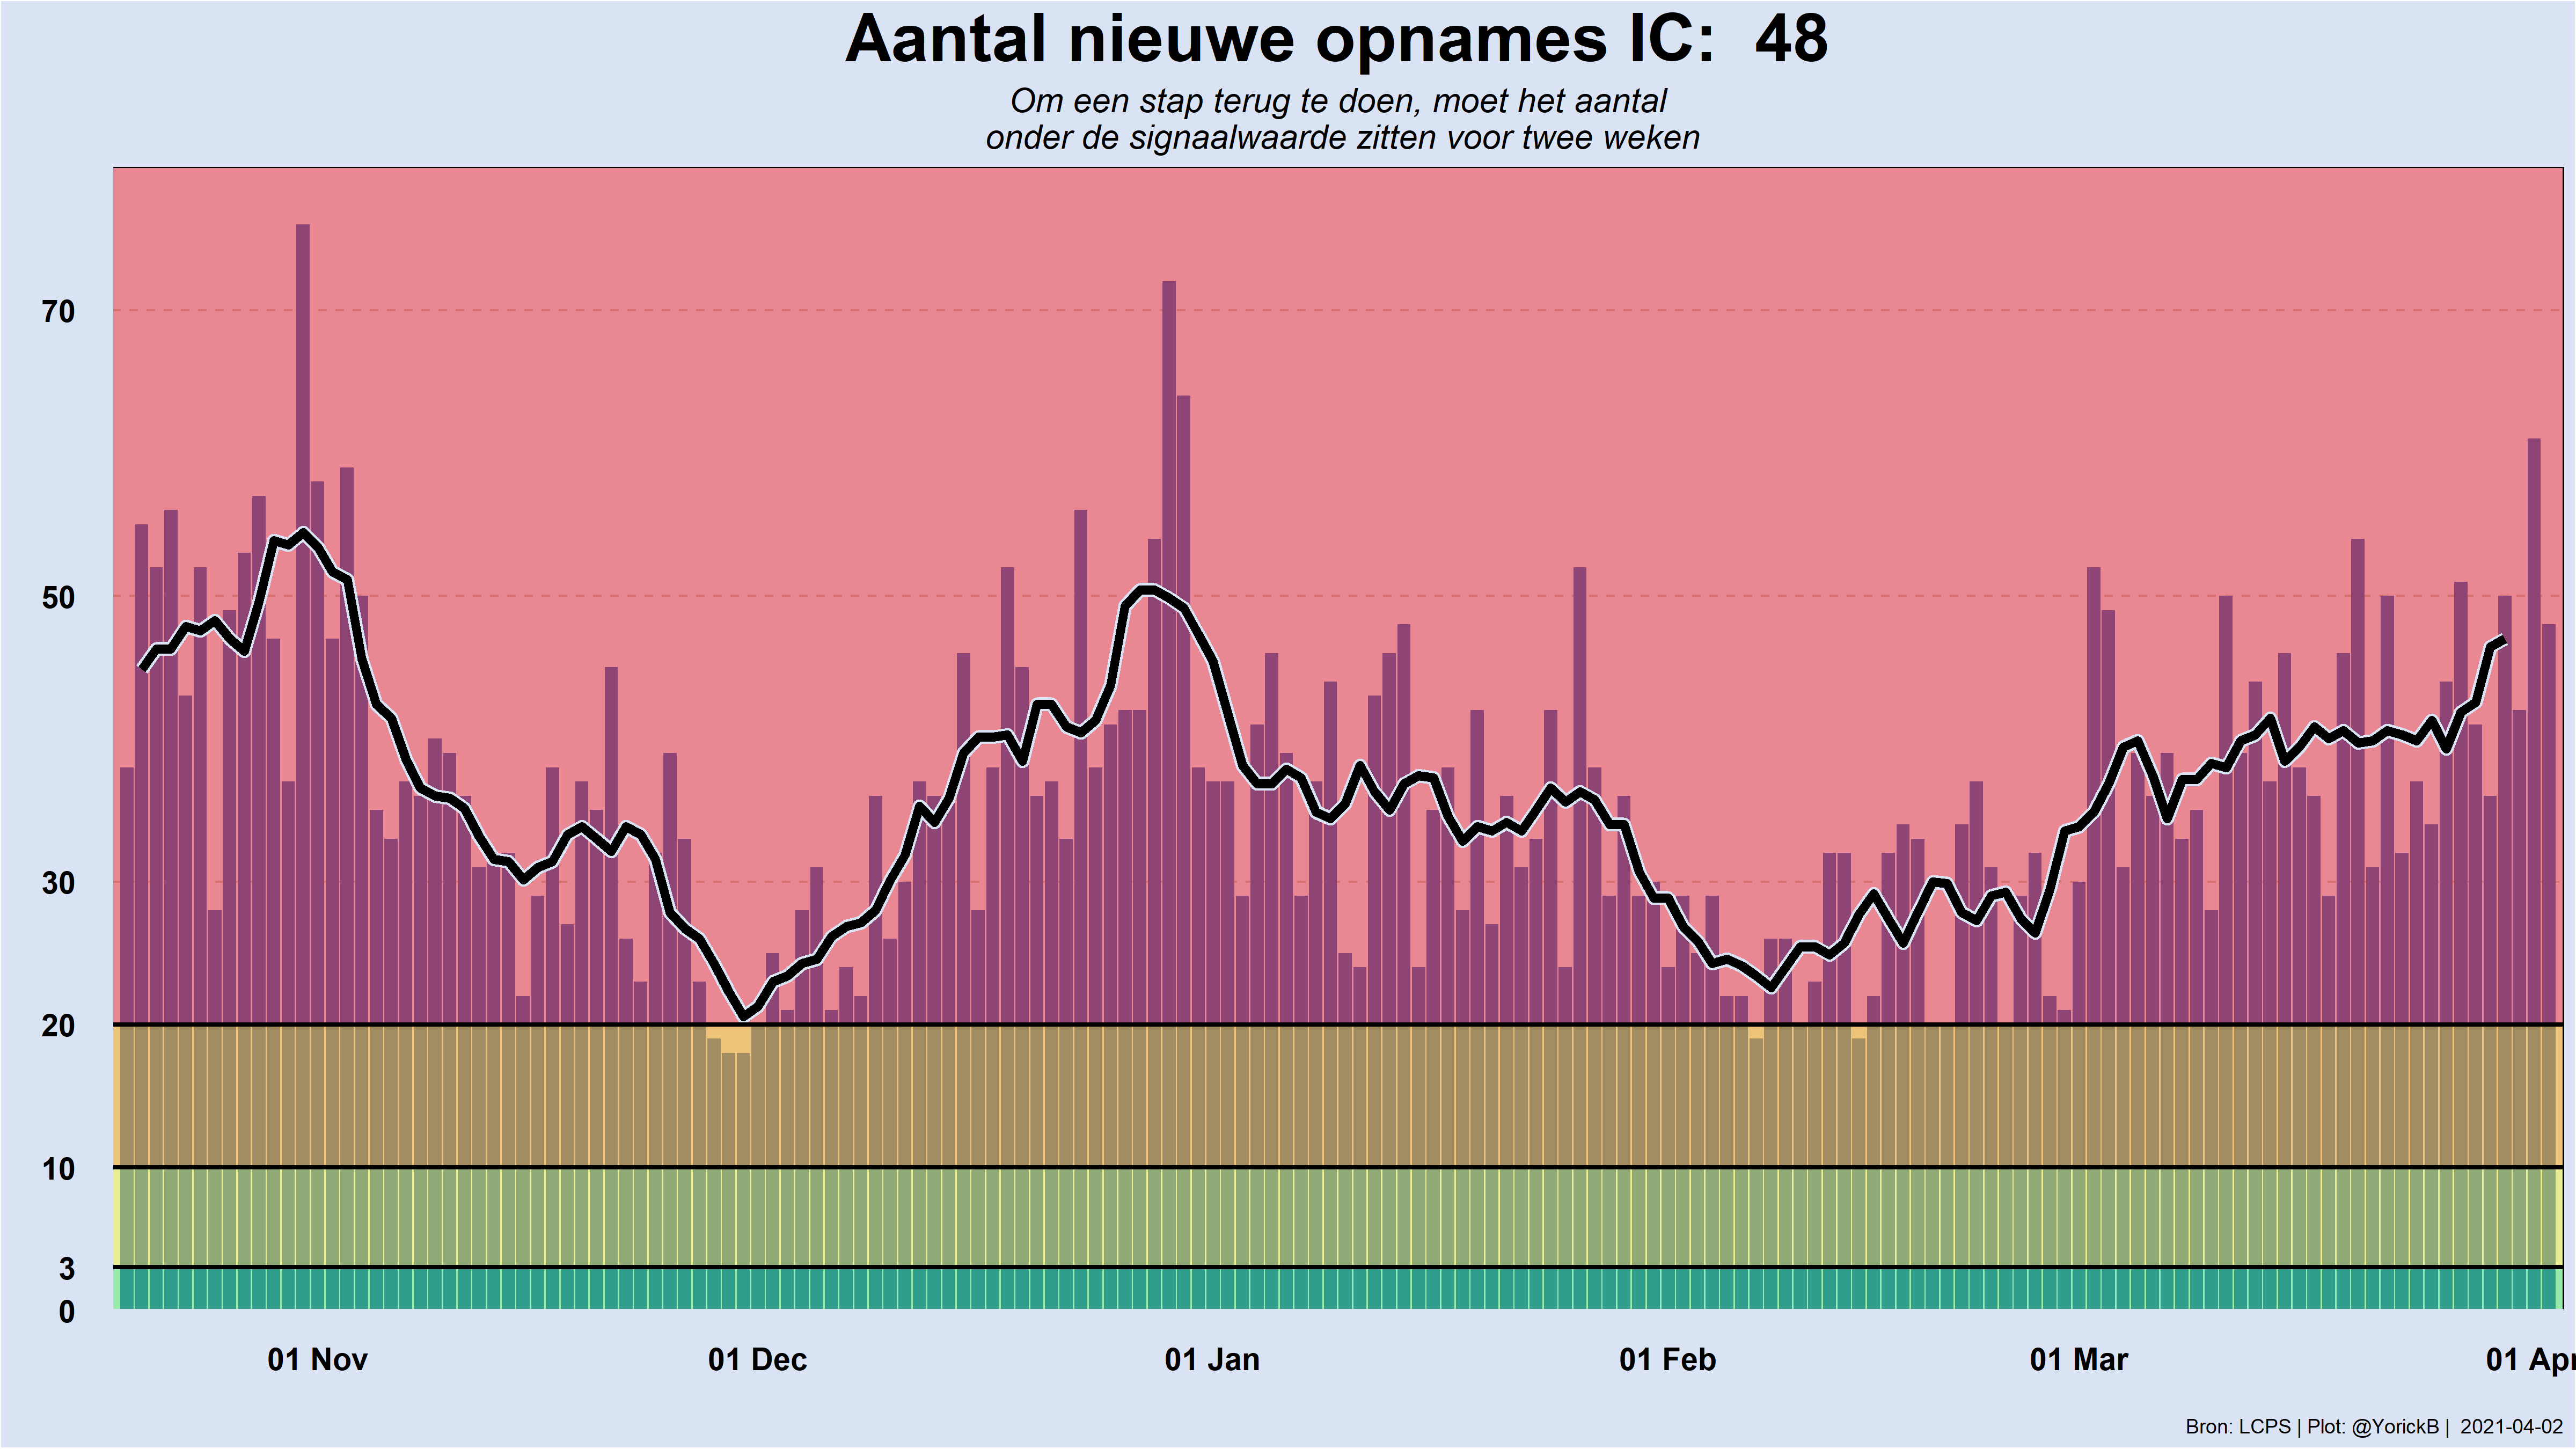 Aantal nieuwe opnames IC:  48
Om een stap terug te doen, moet het aantal
onder de signaalwaarde zitten voor twee weken
70
50
30
20
10
3
0
01 Nov 01 Dec 01 Jan 01 Feb 01 Mar 01 Apr
Bron: LCPS | Plot: @YorickB |  2021-04-02